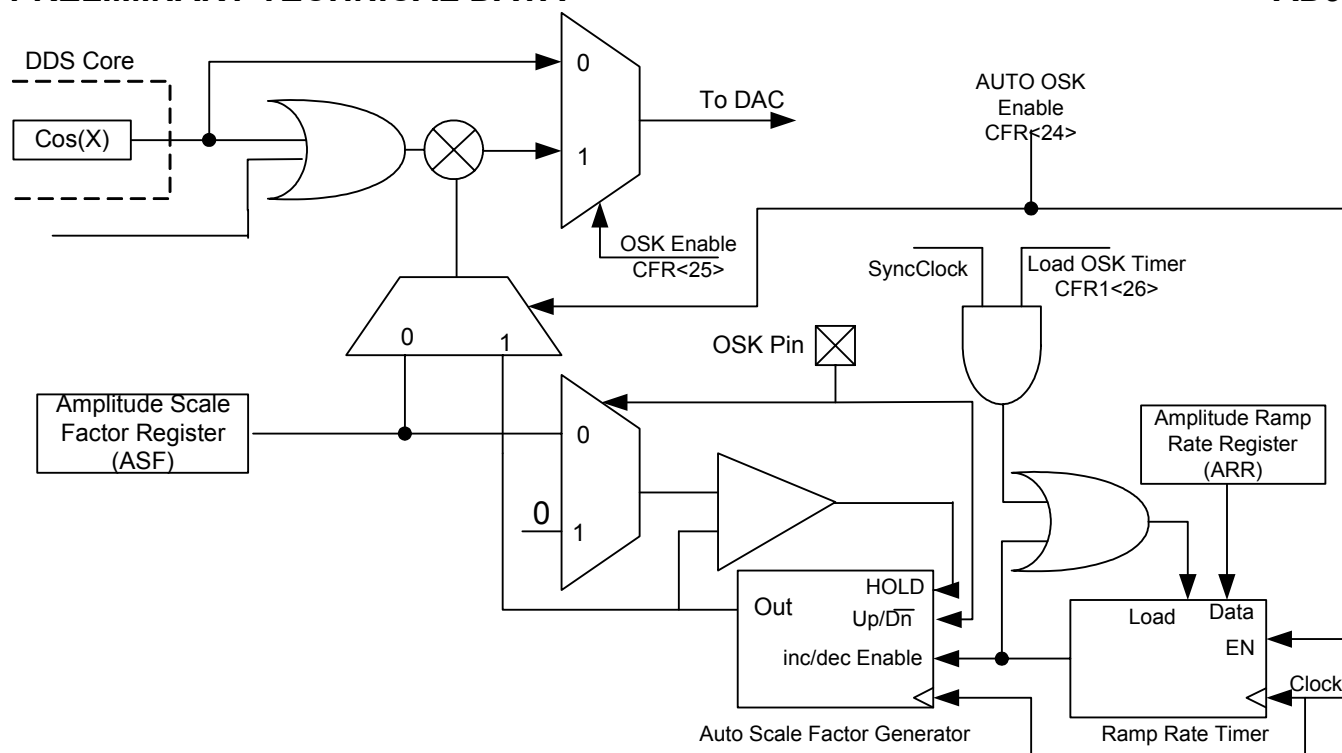 DDS Core
Cos(X)
0
1
To DAC
OSK Enable
CFR<25>
AUTO OSK
Enable
CFR<24>
SyncClock
Load OSK Timer
CFR1<26>
0
1
OSK Pin
Amplitude Scale
Factor Register
(ASF)
0
0
1
Amplitude Ramp
Rate Register
(ARR)
HOLD
Out
Up/Dn
inc/dec Enable
Load
Data
EN
Clock
Auto Scale Factor Generator
Ramp Rate Timer